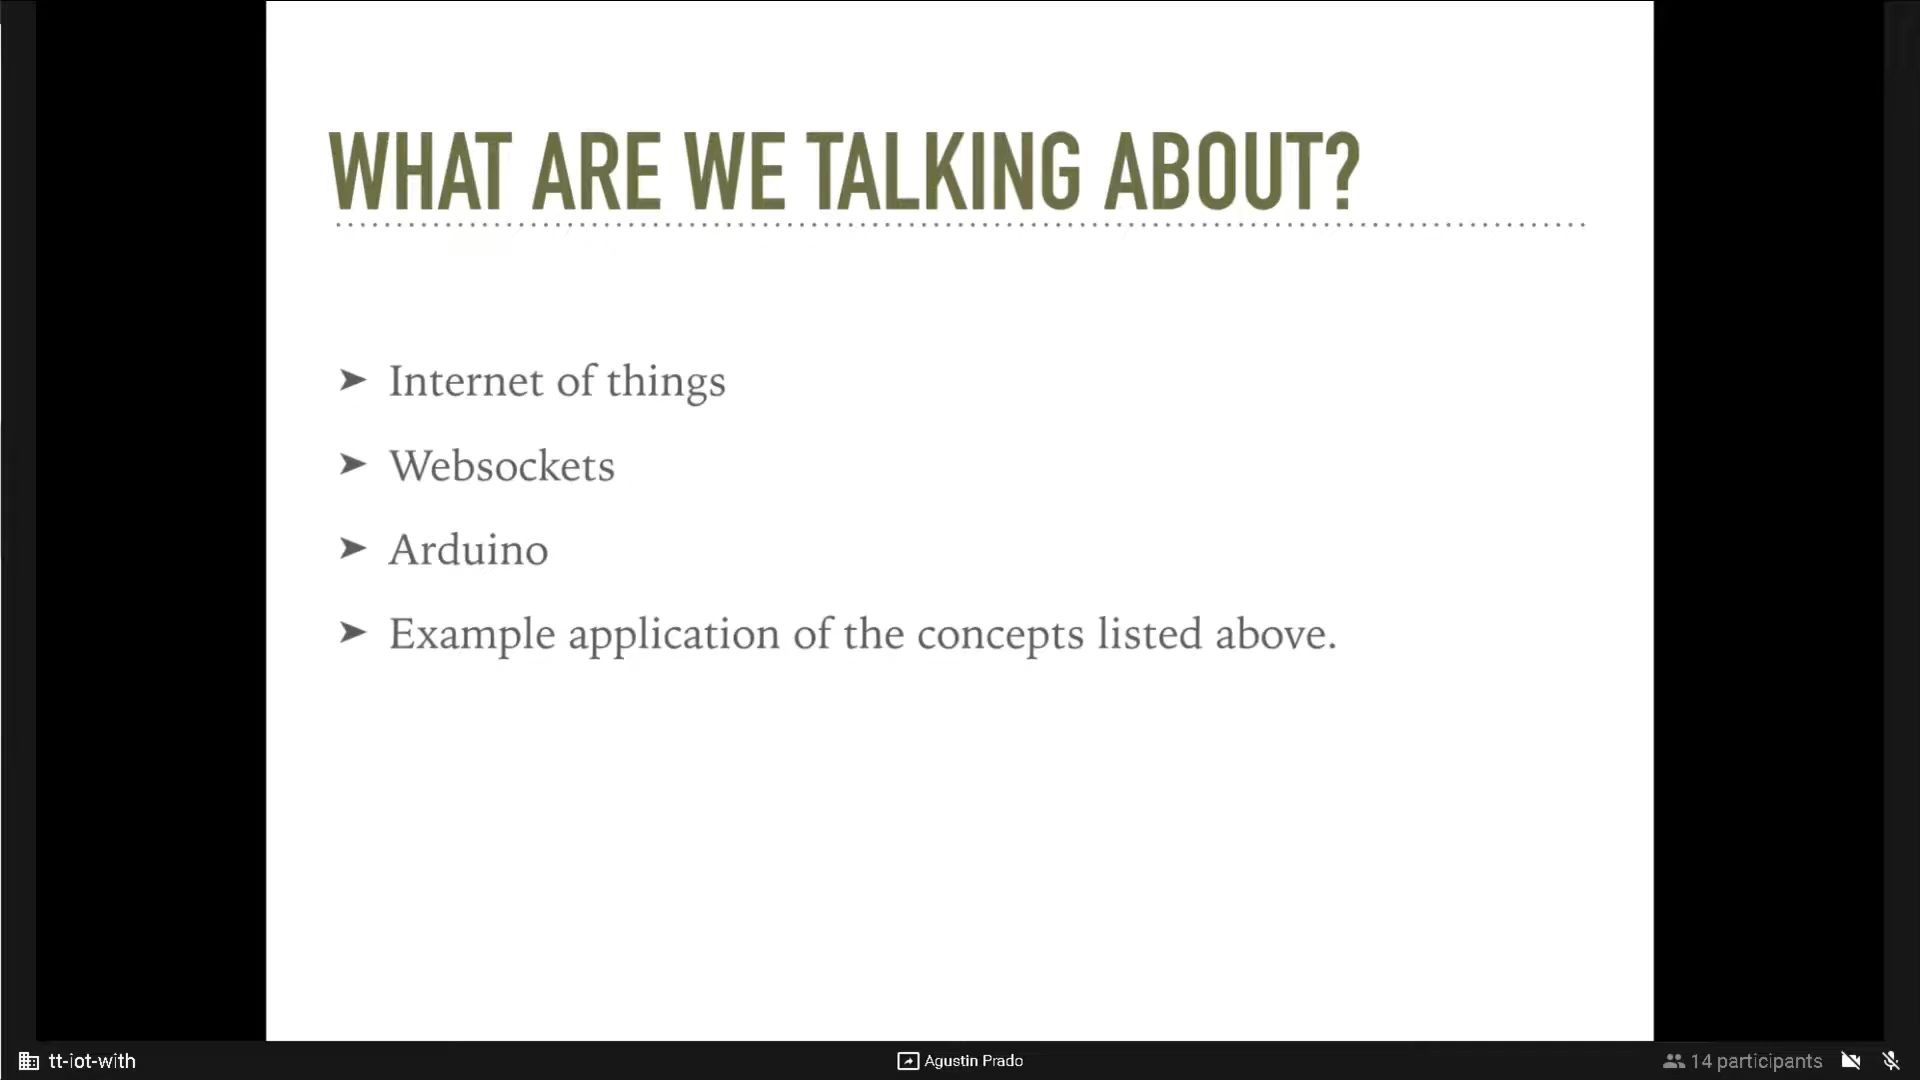 WHAT ARE WE TALKING ABOUT?
➤ Internet of things
➤ Websockets
➤ Arduino
➤ Example application of the concepts listed above.
tt-iot-with
Agustin Prado
14 participants